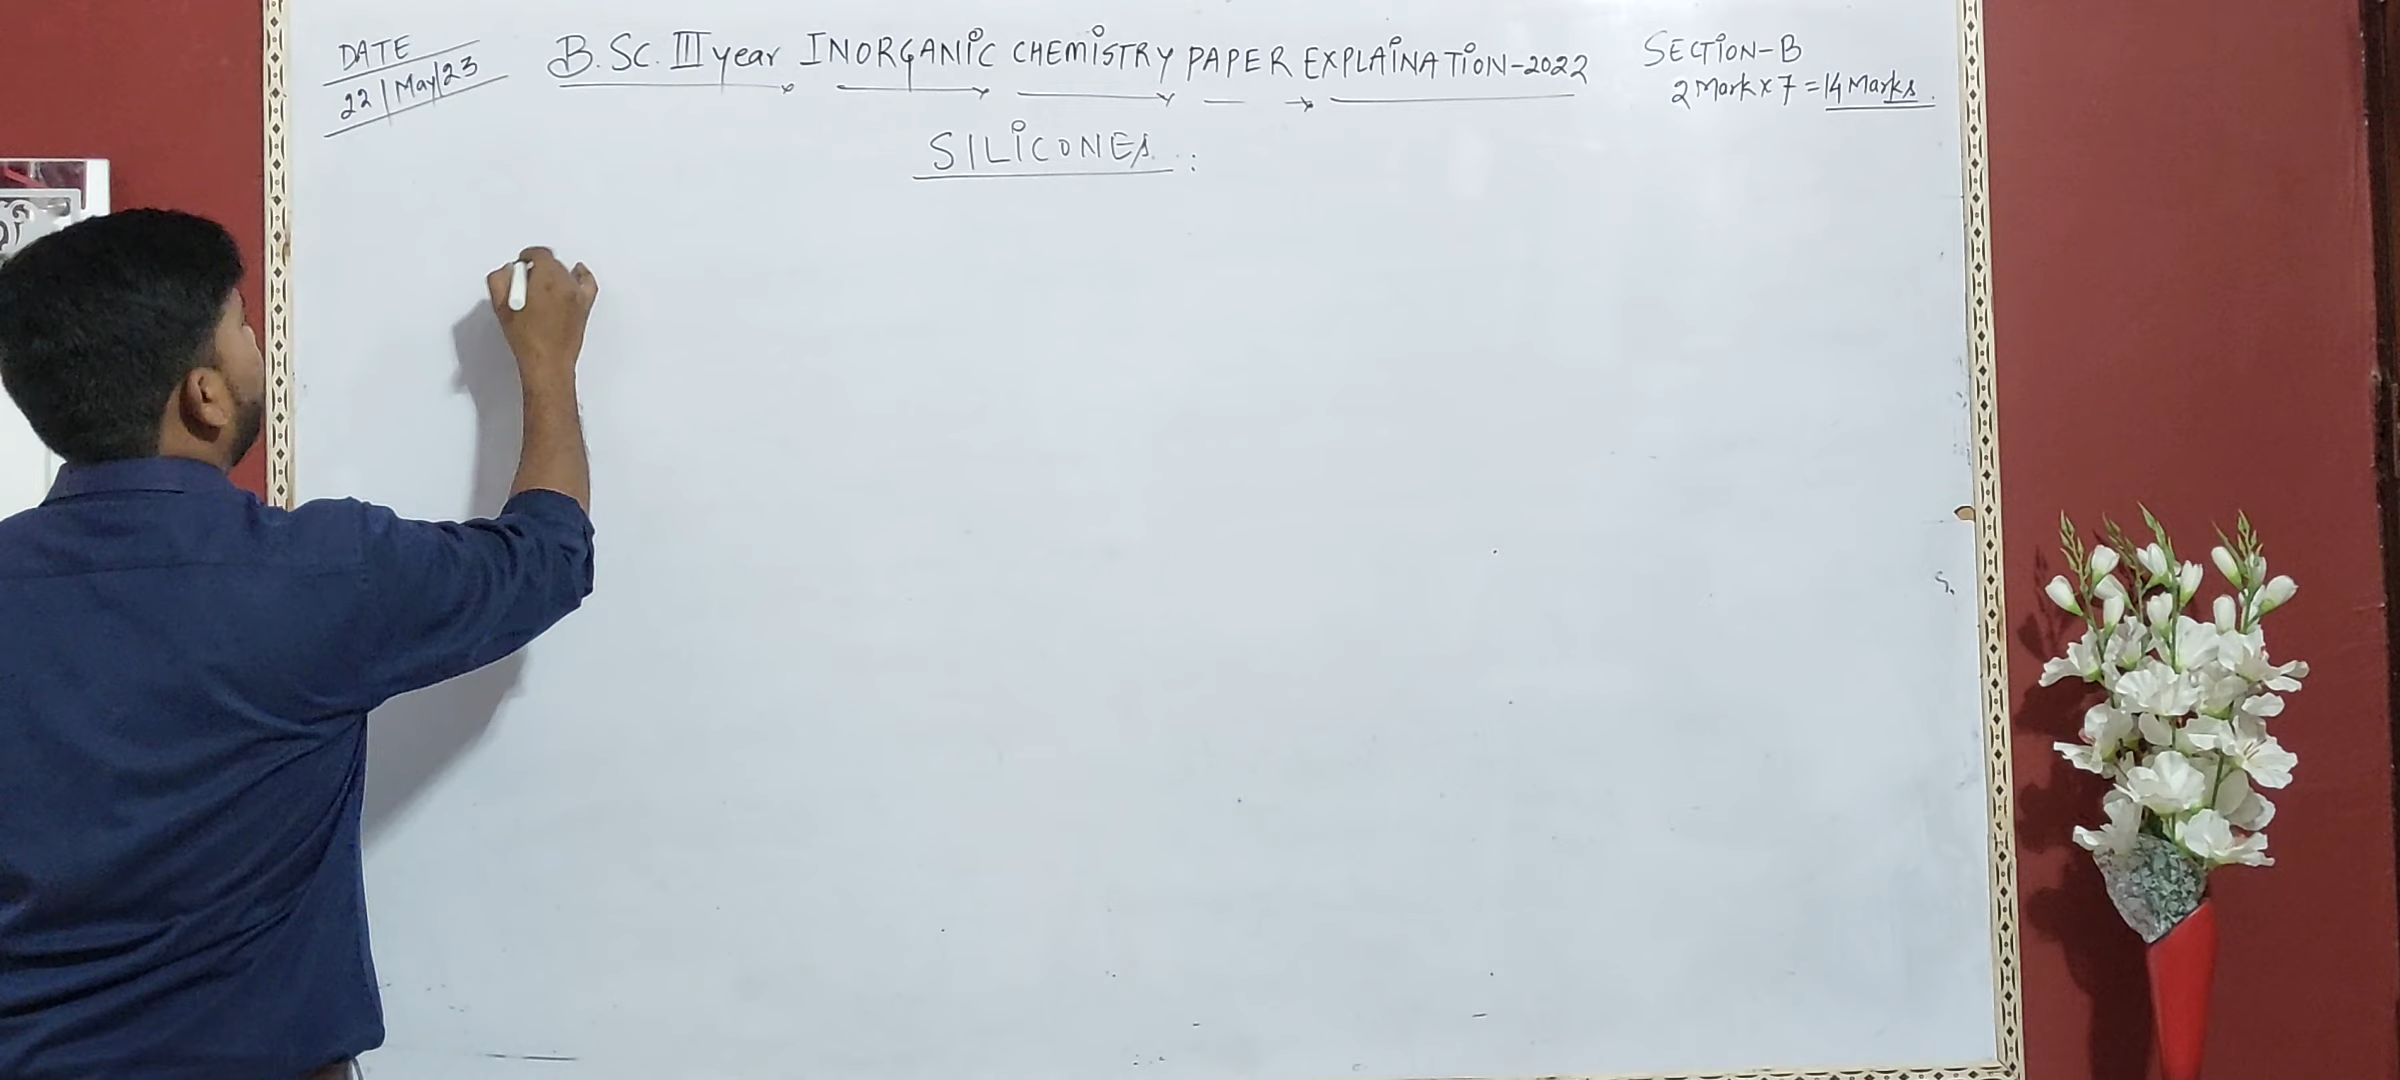 DATE
22 | May | 23
B.Sc. III year INORGANIC CHEMISTRY PAPER EXPLAINATION-2022
SECTION-B
2 Mark x 7 = 14 Marks.
SILICONES :